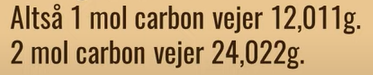 Altså 1 mol carbon vejer 12,011g.
2 mol carbon vejer 24,022g.